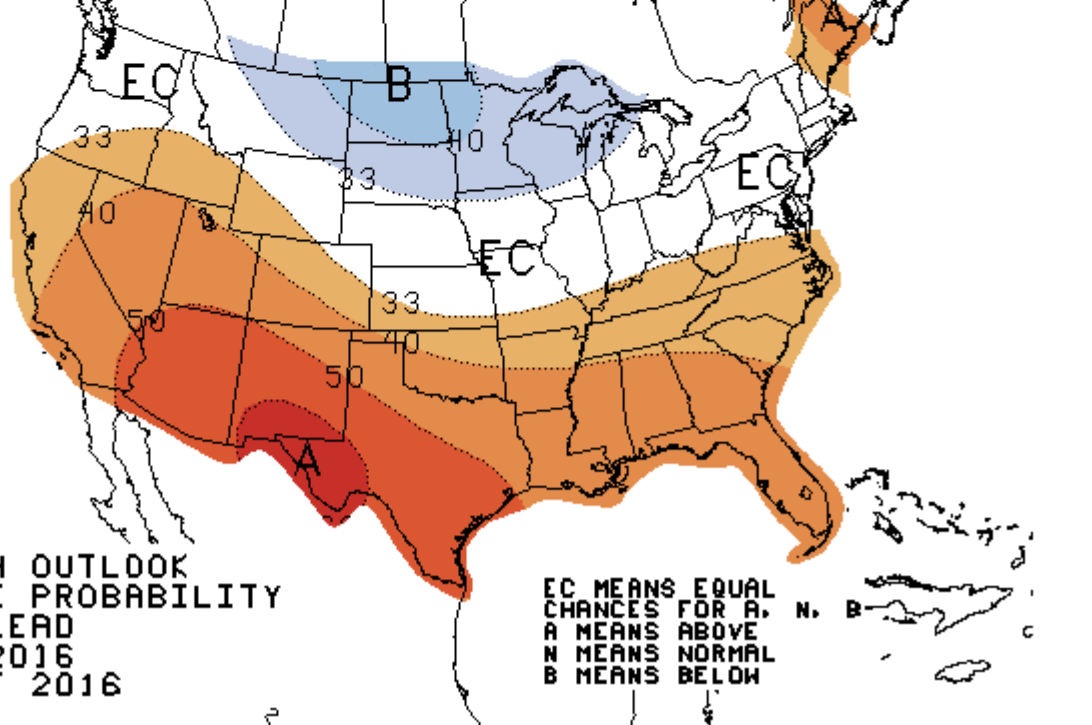 A
EC
B
33
40
EC
33
40
EC
33
50
40
50
A
OUTLOOK
PROBABILITY
LEAD
2016
2016
EC MEANS EQUAL
CHANCES FOR A, N, B
A MEANS ABOVE
N MEANS NORMAL
B MEANS BELOW